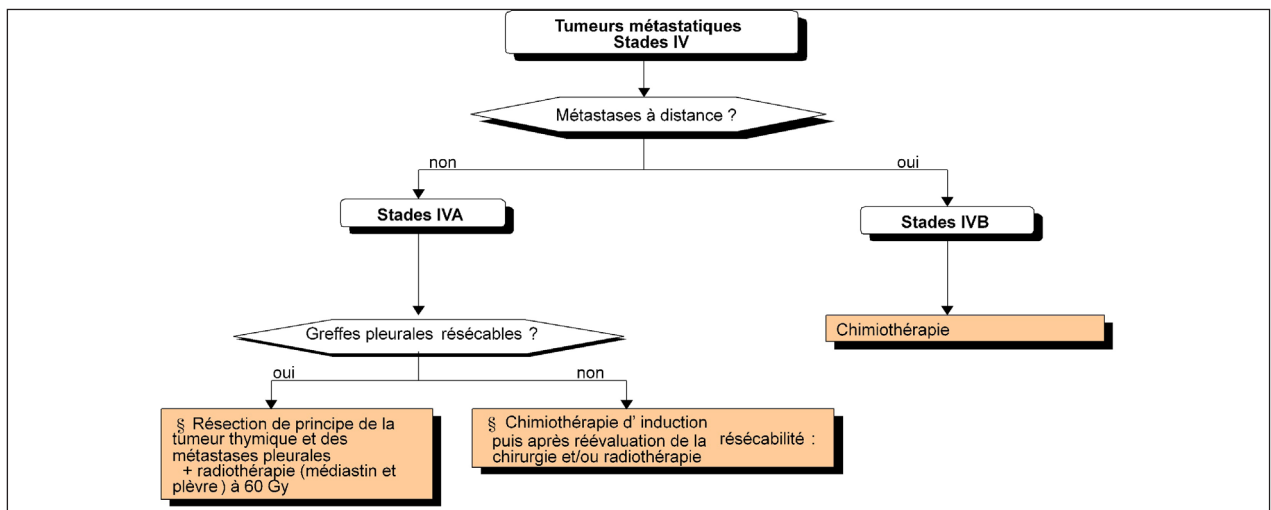 Tumeurs métastatiques
Stades IV
Métastases à distance ?
non
oui
Stades IVA
Stades IVB
Greffes pleurales résécables ?
Chimiothérapie
oui
non
§ Résection de principe de la
tumeur thymique et des
métastases pleurales
+ radiothérapie (médiastin et
plèvre ) à 60 Gy
§ Chimiothérapie d' induction
puis après réévaluation de la résécabilité :
chirurgie et/ou radiothérapie